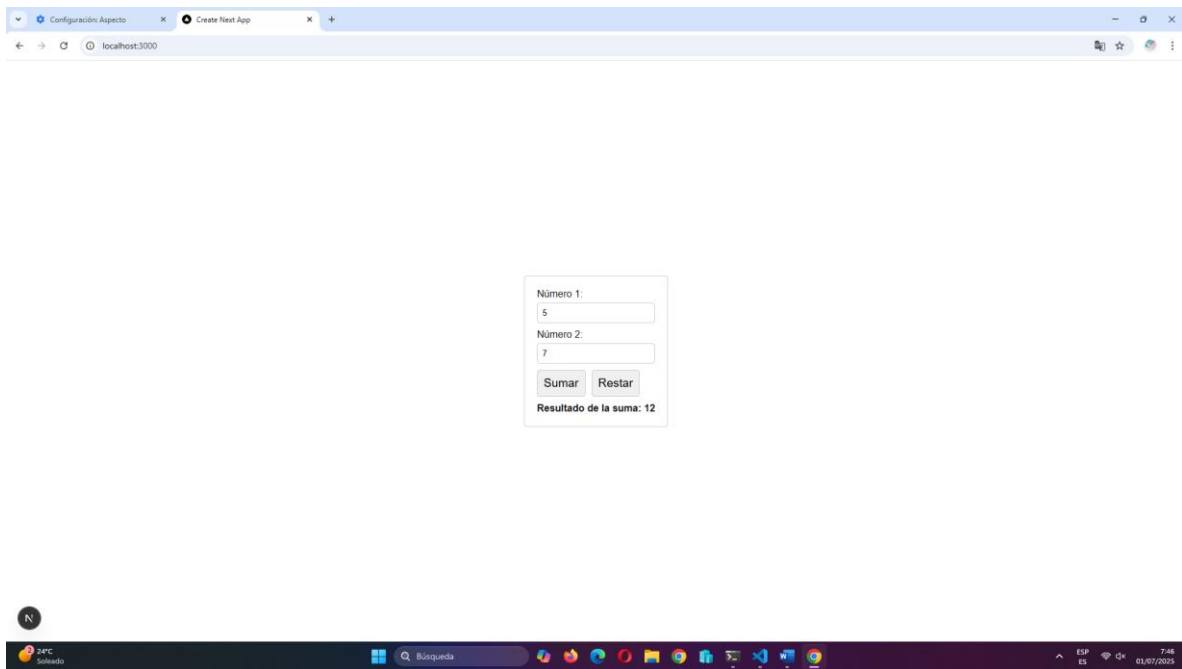 Configuración: Aspecto
Create Next App
localhost:3000
Número 1:
5
Número 2:
7
Sumar Restar
Resultado de la suma: 12
N
2
24°C
Soleado
Búsqueda
ESP
ES
7:46
01/07/2025